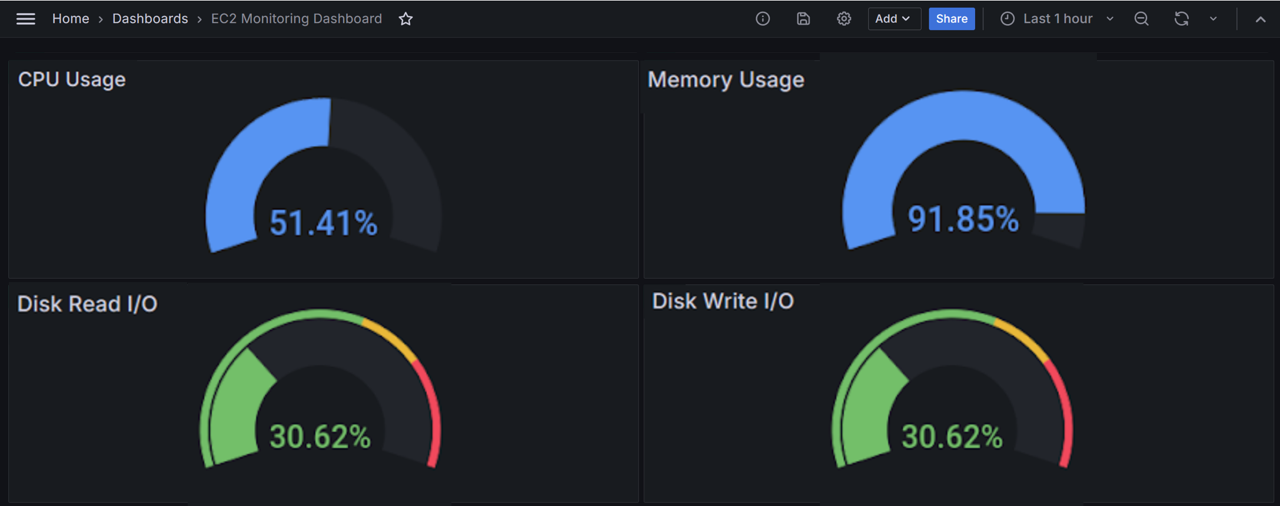 Home › Dashboards › EC2 Monitoring Dashboard Add Share Last 1 hour
CPU Usage
51.41%
Memory Usage
91.85%
Disk Read I/O
30.62%
Disk Write I/O
30.62%